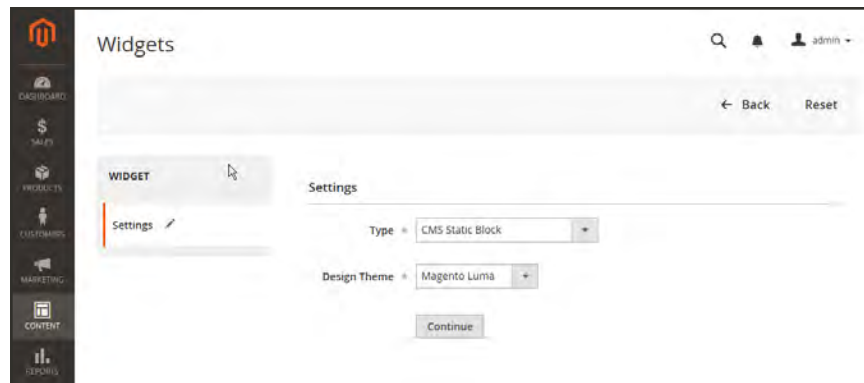 Widgets
admin
DASHBOARD
← Back Reset
$
SALES
PRODUCTS
WIDGET
Settings
Settings
CUSTOMERS
Type * CMS Static Block
MARKETING
Design Theme * Magento Luma
CONTENT
Continue
REPORTS